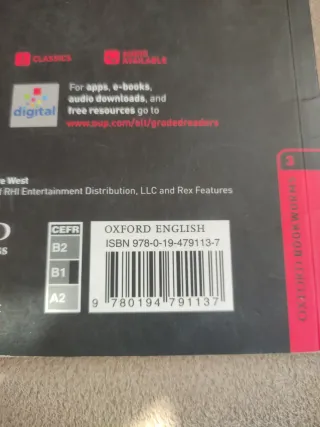 CLASSICS
AUDIO AVAILABLE
For apps, e-books,
audio downloads, and
free resources go to
www.oup.com/elt/gradedreaders
digital
e West
RHI Entertainment Distribution, LLC and Rex Features
CEFR
B2
B1
A2
OXFORD ENGLISH
ISBN 978-0-19-479113-7
9 780194 791137
3